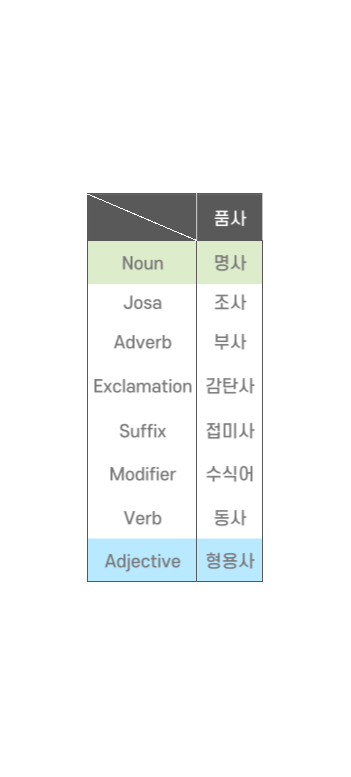 품사
Noun 명사
Josa 조사
Adverb 부사
Exclamation 감탄사
Suffix 접미사
Modifier 수식어
Verb 동사
Adjective 형용사